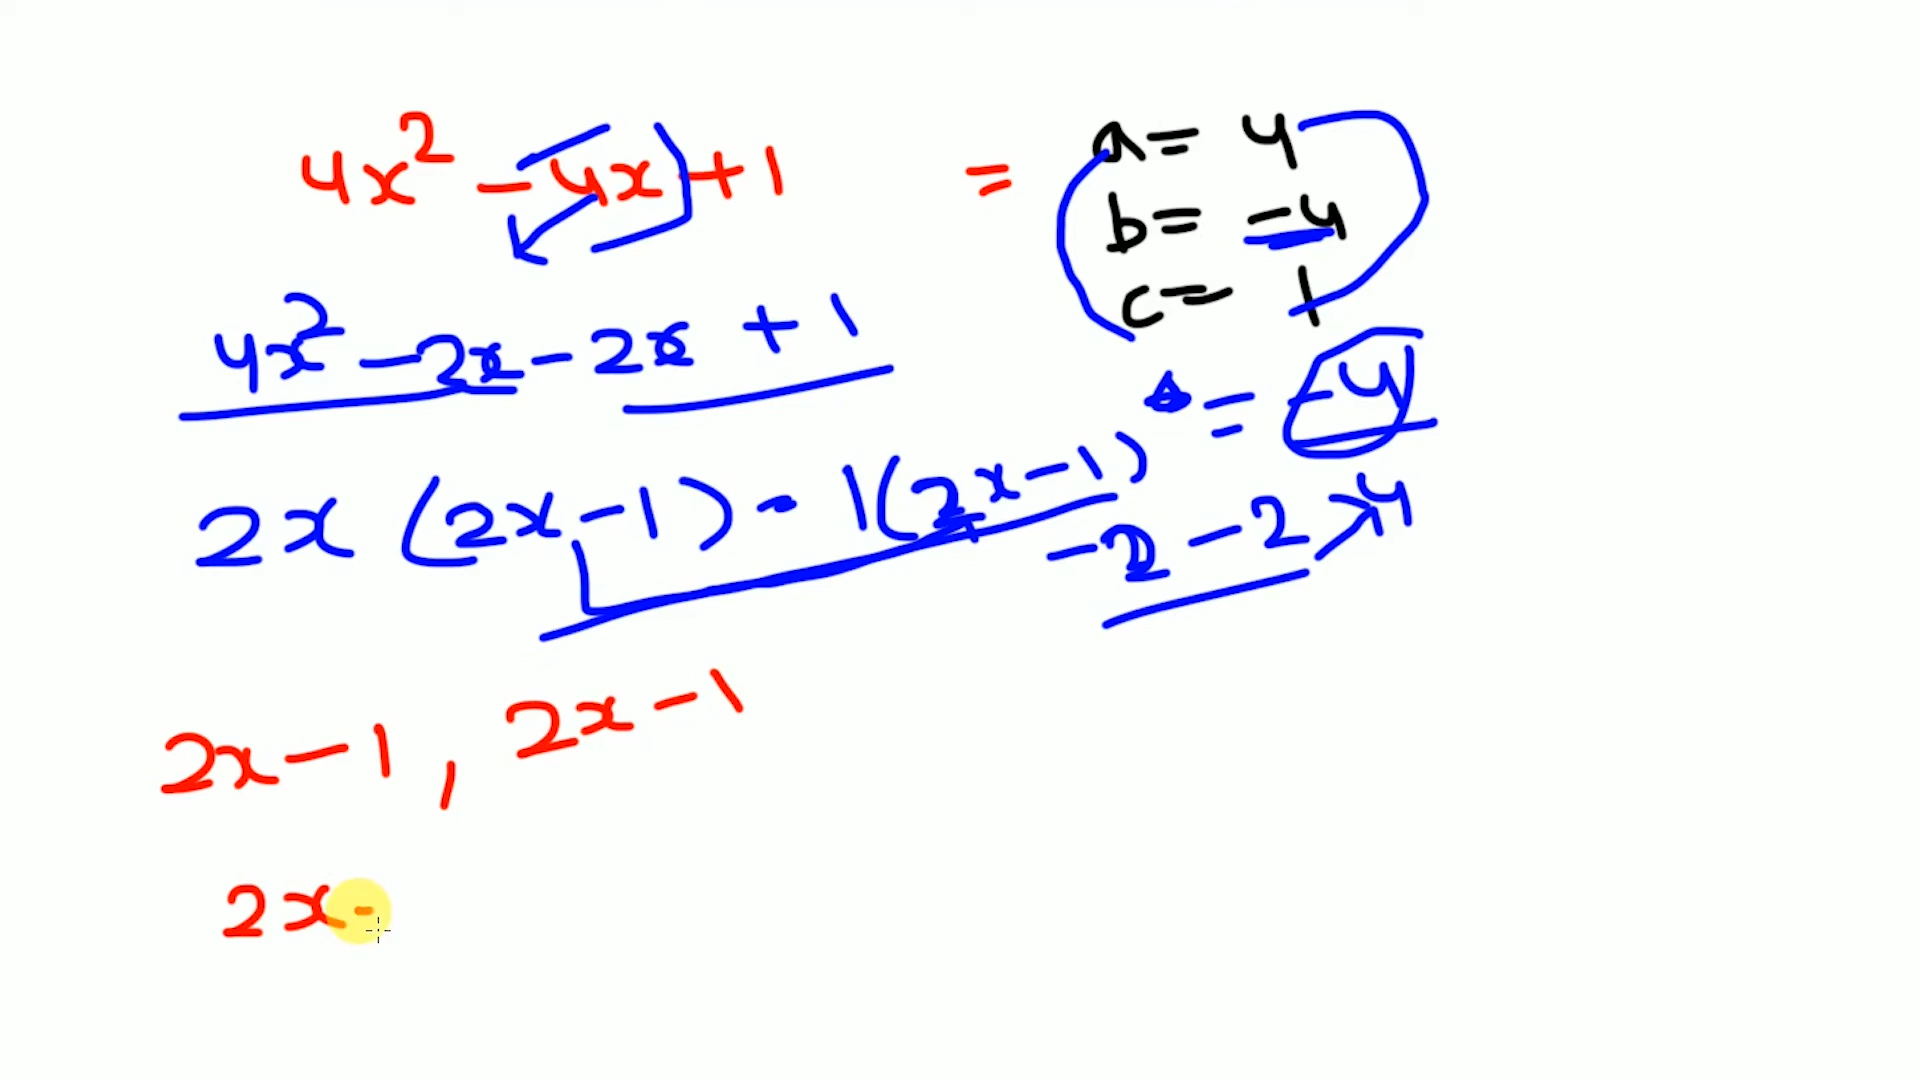 4x² - 4x + 1 =
a = 4
b = -4
c = 1
4x² - 2x - 2x + 1
= -4
2x (2x - 1) - 1(2x - 1)
-2 - 2
4
2x - 1 , 2x - 1
2x -